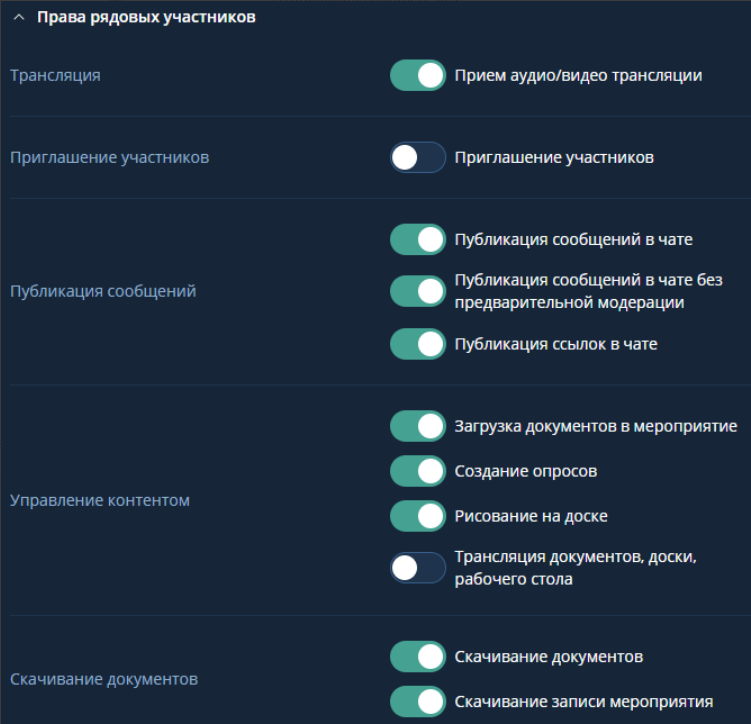 Права рядовых участников
Трансляция
Прием аудио/видео трансляции
Приглашение участников
Приглашение участников
Публикация сообщений
Публикация сообщений в чате
Публикация сообщений в чате без
предварительной модерации
Публикация ссылок в чате
Управление контентом
Загрузка документов в мероприятие
Создание опросов
Рисование на доске
Трансляция документов, доски,
рабочего стола
Скачивание документов
Скачивание документов
Скачивание записи мероприятия